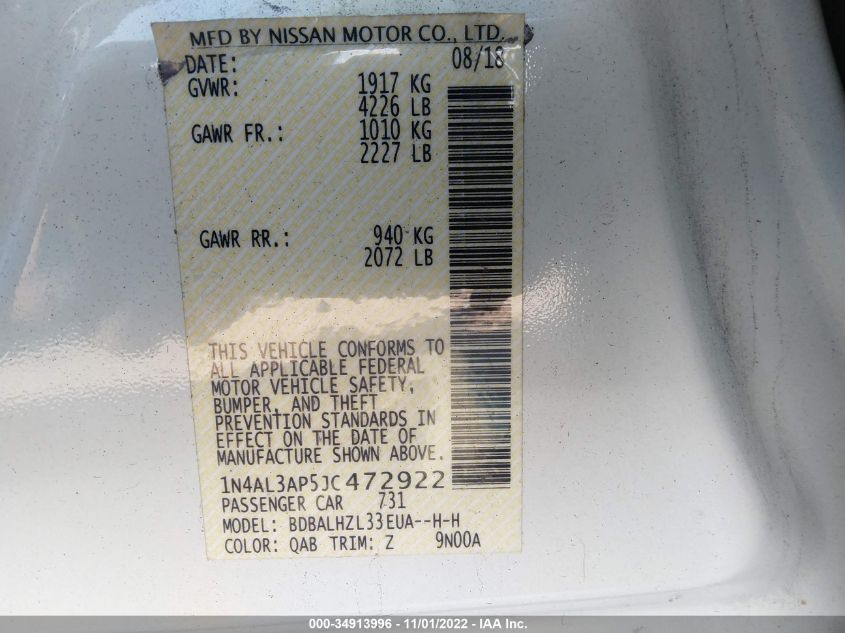 MFD BY NISSAN MOTOR CO., LTD.
DATE: 08/18
GVWR: 1917 KG
4226 LB
GAWR FR.: 1010 KG
2227 LB
GAWR RR.: 940 KG
2072 LB
THIS VEHICLE CONFORMS TO
ALL APPLICABLE FEDERAL
MOTOR VEHICLE SAFETY,
BUMPER, AND THEFT
PREVENTION STANDARDS IN
EFFECT ON THE DATE OF
MANUFACTURE SHOWN ABOVE.
1N4AL3AP5JC472922
PASSENGER CAR 731
MODEL: BDBALHZL33EUA--H-H
COLOR: QAB TRIM: Z 9N00A
000-34913996 - 11/01/2022 - IAA Inc.